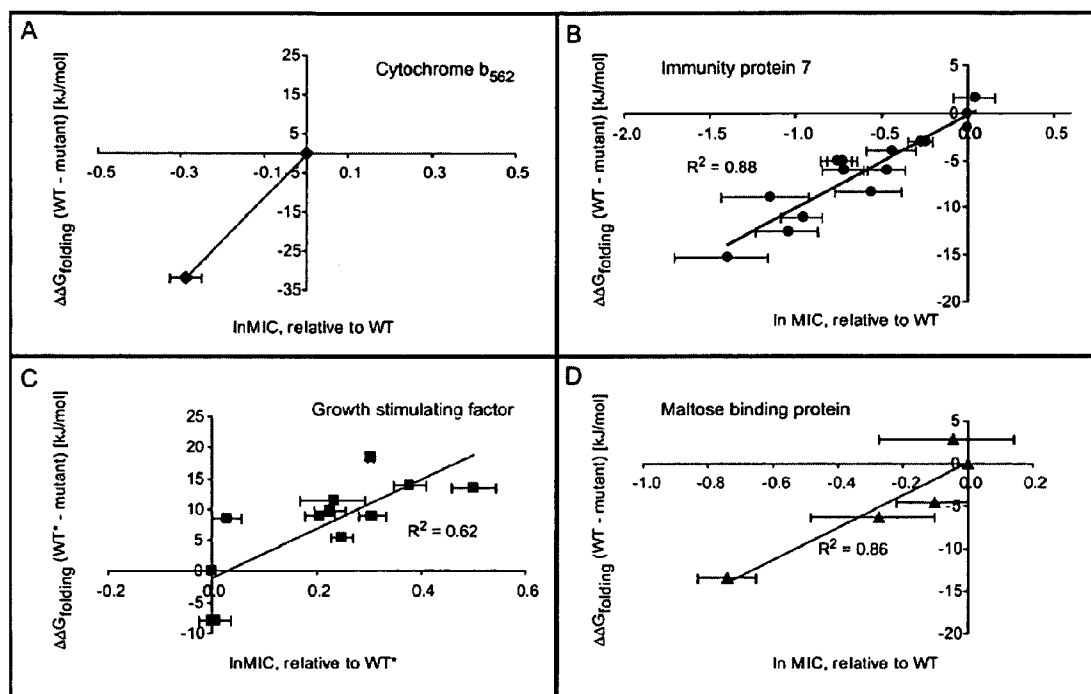 A
Cytochrome b562
ΔΔGfolding (WT - mutant) [kJ/mol]
25
15
5
-0.5
-0.3
-0.1
-5
0.1
0.3
0.5
-15
-25
-35
lnMIC, relative to WT
B
Immunity protein 7
ΔΔGfolding (WT - mutant) [kJ/mol]
5
0
-2.0
-1.5
-1.0
-0.5
0.0
0.5
R2 = 0.88
-5
-10
-15
-20
ln MIC, relative to WT
C
Growth stimulating factor
ΔΔGfolding (WT* - mutant) [kJ/mol]
25
20
15
10
5
0
R2 = 0.62
0.0
0.2
0.4
0.6
-5
-10
lnMIC, relative to WT*
D
Maltose binding protein
ΔΔGfolding (WT - mutant) [kJ/mol]
5
0
-1.0
-0.8
-0.6
-0.4
-0.2
0.0
0.2
R2 = 0.86
-5
-10
-15
-20
ln MIC, relative to WT